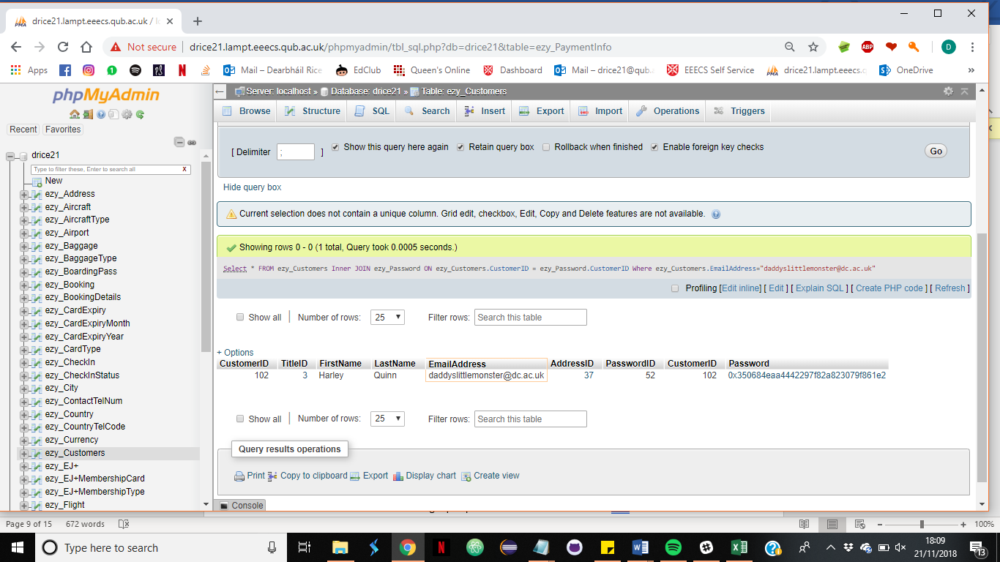 drice21.lampt.eeecs.qub.ac.uk / lo
Not secure | drice21.lampt.eeecs.qub.ac.uk/phpmyadmin/tbl_sql.php?db=drice21&table=ezy_PaymentInfo
D
Apps Mail – Dearbháil Rice EdClub Queen's Online Dashboard Mail – drice21@qub. EEECS Self Service drice21.lampt.eeecs.c OneDrive »
phpMyAdmin
Recent Favorites
drice21
Type to filter these, Enter to search all X
New
ezy_Address
ezy_Aircraft
ezy_AircraftType
ezy_Airport
ezy_Baggage
ezy_BaggageType
ezy_BoardingPass
ezy_Booking
ezy_BookingDetails
ezy_CardExpiry
ezy_CardExpiryMonth
ezy_CardExpiryYear
ezy_CardType
ezy_CheckIn
ezy_CheckInStatus
ezy_City
ezy_ContactTelNum
ezy_Country
ezy_CountryTelCode
ezy_Currency
ezy_Customers
ezy_EJ+
ezy_EJ+MembershipCard
ezy_EJ+MembershipType
ezy_Flight
Server: localhost » Database: drice21 » Table: ezy_Customers
Browse Structure SQL Search Insert Export Import Operations Triggers
[ Delimiter ; ] Show this query here again Retain query box Rollback when finished Enable foreign key checks Go
Hide query box
Current selection does not contain a unique column. Grid edit, checkbox, Edit, Copy and Delete features are not available.
Showing rows 0 - 0 (1 total, Query took 0.0005 seconds.)
Select * FROM ezy_Customers Inner JOIN ezy_Password ON ezy_Customers.CustomerID = ezy_Password.CustomerID Where ezy_Customers.EmailAddress="daddyslittlemonster@dc.ac.uk"
Profiling [Edit inline] [ Edit ] [ Explain SQL ] [ Create PHP code ] [ Refresh ]
Show all | Number of rows: 25 Filter rows: Search this table
+ Options
CustomerID TitleID FirstName LastName EmailAddress AddressID PasswordID CustomerID Password
102 3 Harley Quinn daddyslittlemonster@dc.ac.uk 37 52 102 0x350684eaa4442297f82a823079f861e2
Show all | Number of rows: 25 Filter rows: Search this table
Query results operations
Print Copy to clipboard Export Display chart Create view
Console
Page 9 of 15 672 words 100%
Type here to search
18:09
21/11/2018
13